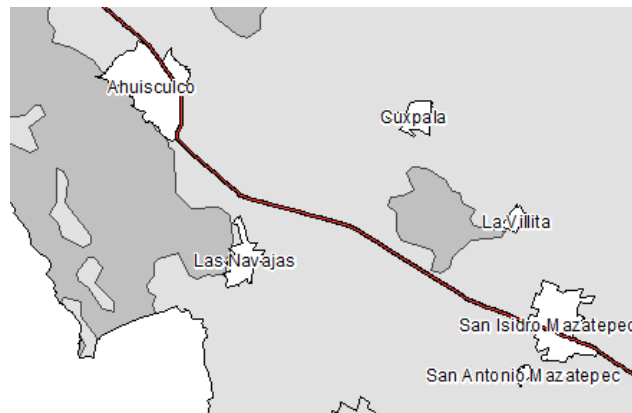 Ahuisculco
Guxpala
La Villita
Las Navajas
San Isidro Mazatepec
San Antonio Mazatepec